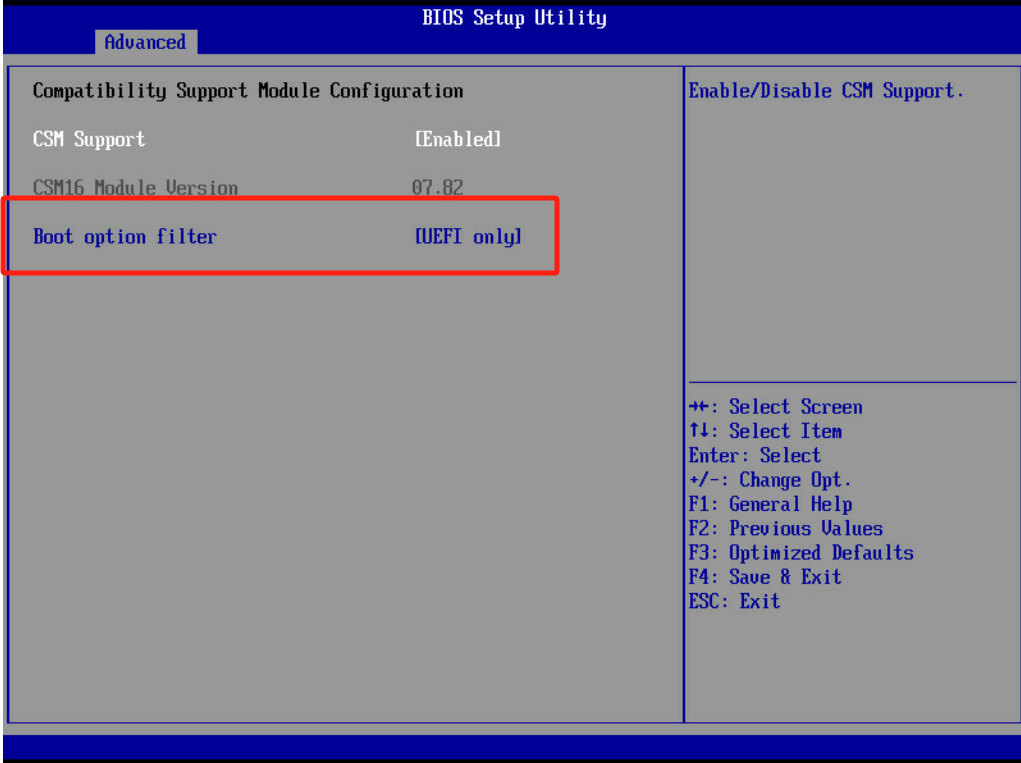 BIOS Setup Utility
Advanced
Compatibility Support Module Configuration
CSM Support [Enabled]
CSM16 Module Version 07.82
Boot option filter [UEFI only]
Enable/Disable CSM Support.
→←: Select Screen
↑↓: Select Item
Enter: Select
+/-: Change Opt.
F1: General Help
F2: Previous Values
F3: Optimized Defaults
F4: Save & Exit
ESC: Exit